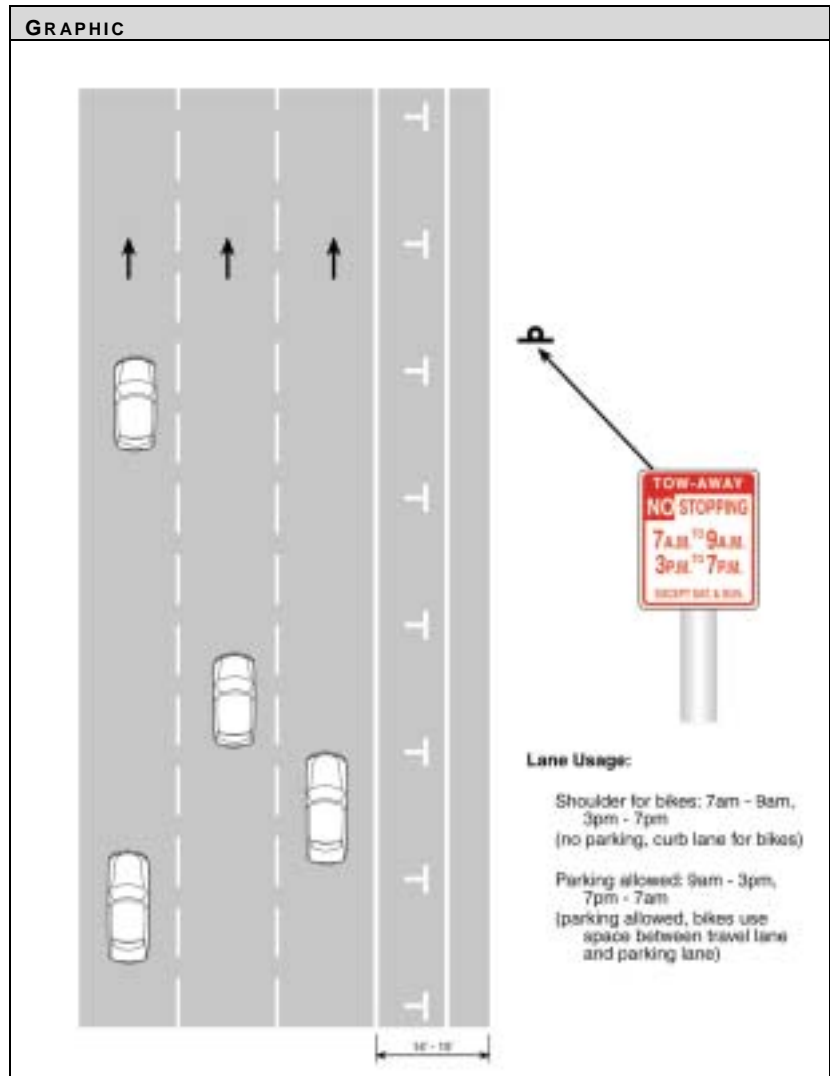 GRAPHIC
TOW-AWAY
NO STOPPING
7A.M. TO 9A.M.
3P.M. TO 7P.M.
EXCEPT SAT. & SUN.
Lane Usage:
Shoulder for bikes: 7am - 9am,
3pm - 7pm
(no parking, curb lane for bikes)
Parking allowed: 9am - 3pm,
7pm - 7am
(parking allowed, bikes use
space between travel lane
and parking lane)